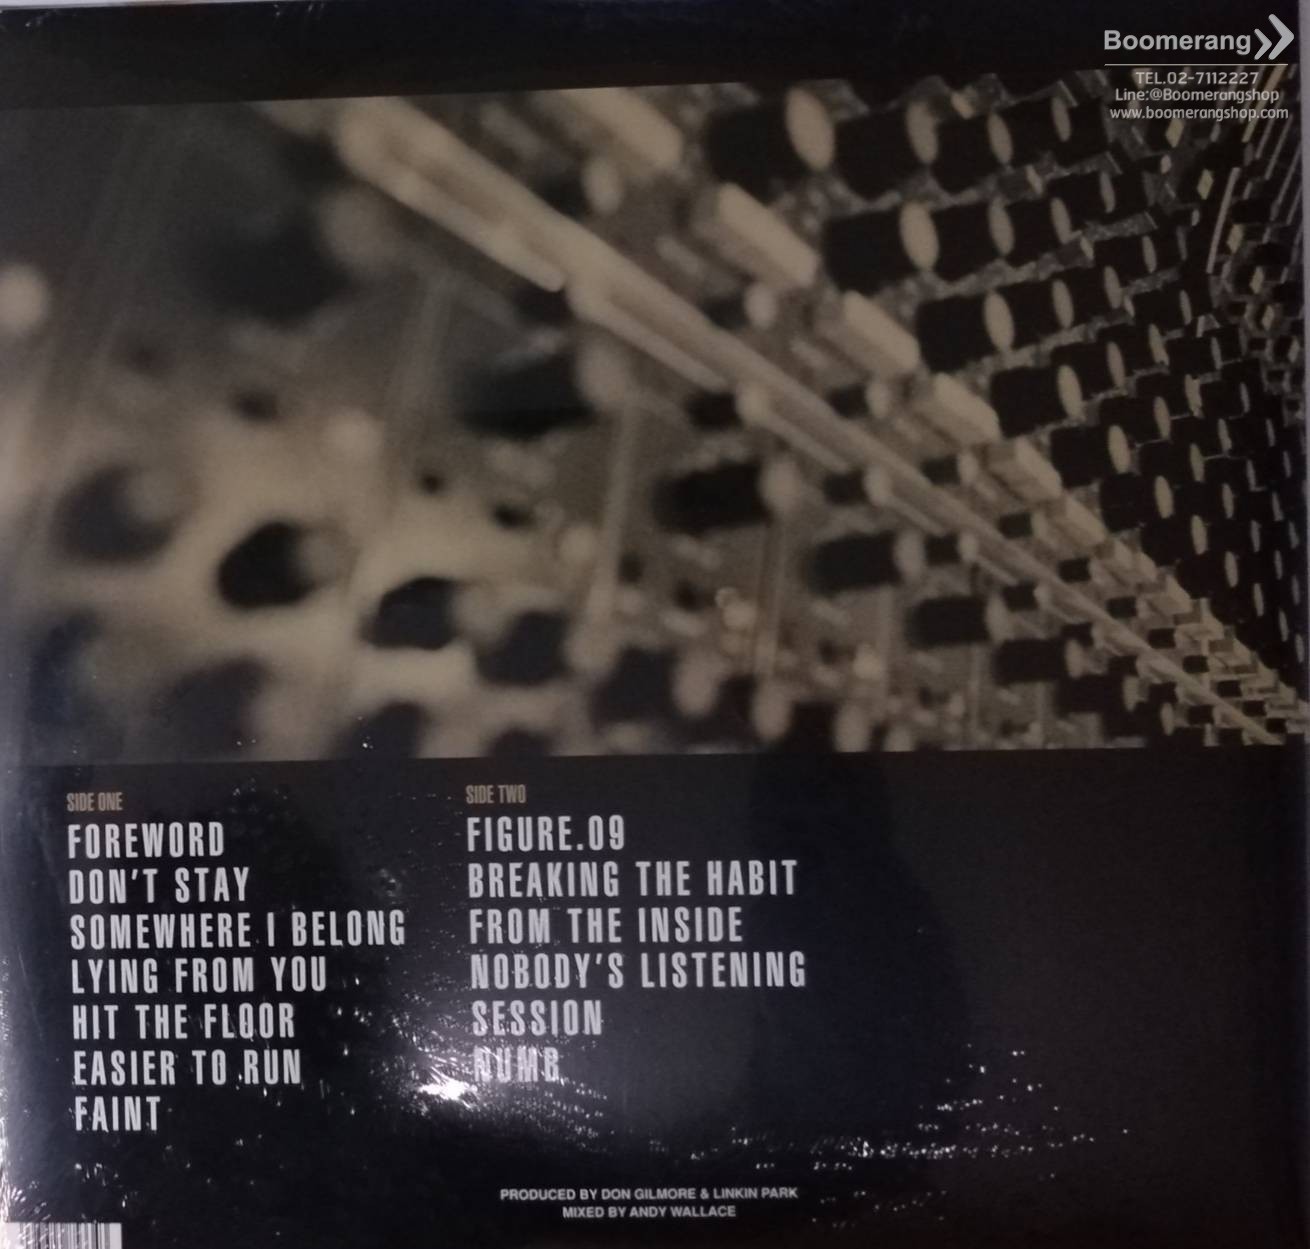 Boomerang
TEL.02-7112227
Line:@Boomerangshop
www.boomerangshop.com
SIDE ONE
FOREWORD
DON'T STAY
SOMEWHERE I BELONG
LYING FROM YOU
HIT THE FLOOR
EASIER TO RUN
FAINT
SIDE TWO
FIGURE.09
BREAKING THE HABIT
FROM THE INSIDE
NOBODY'S LISTENING
SESSION
NUMB
PRODUCED BY DON GILMORE & LINKIN PARK
MIXED BY ANDY WALLACE